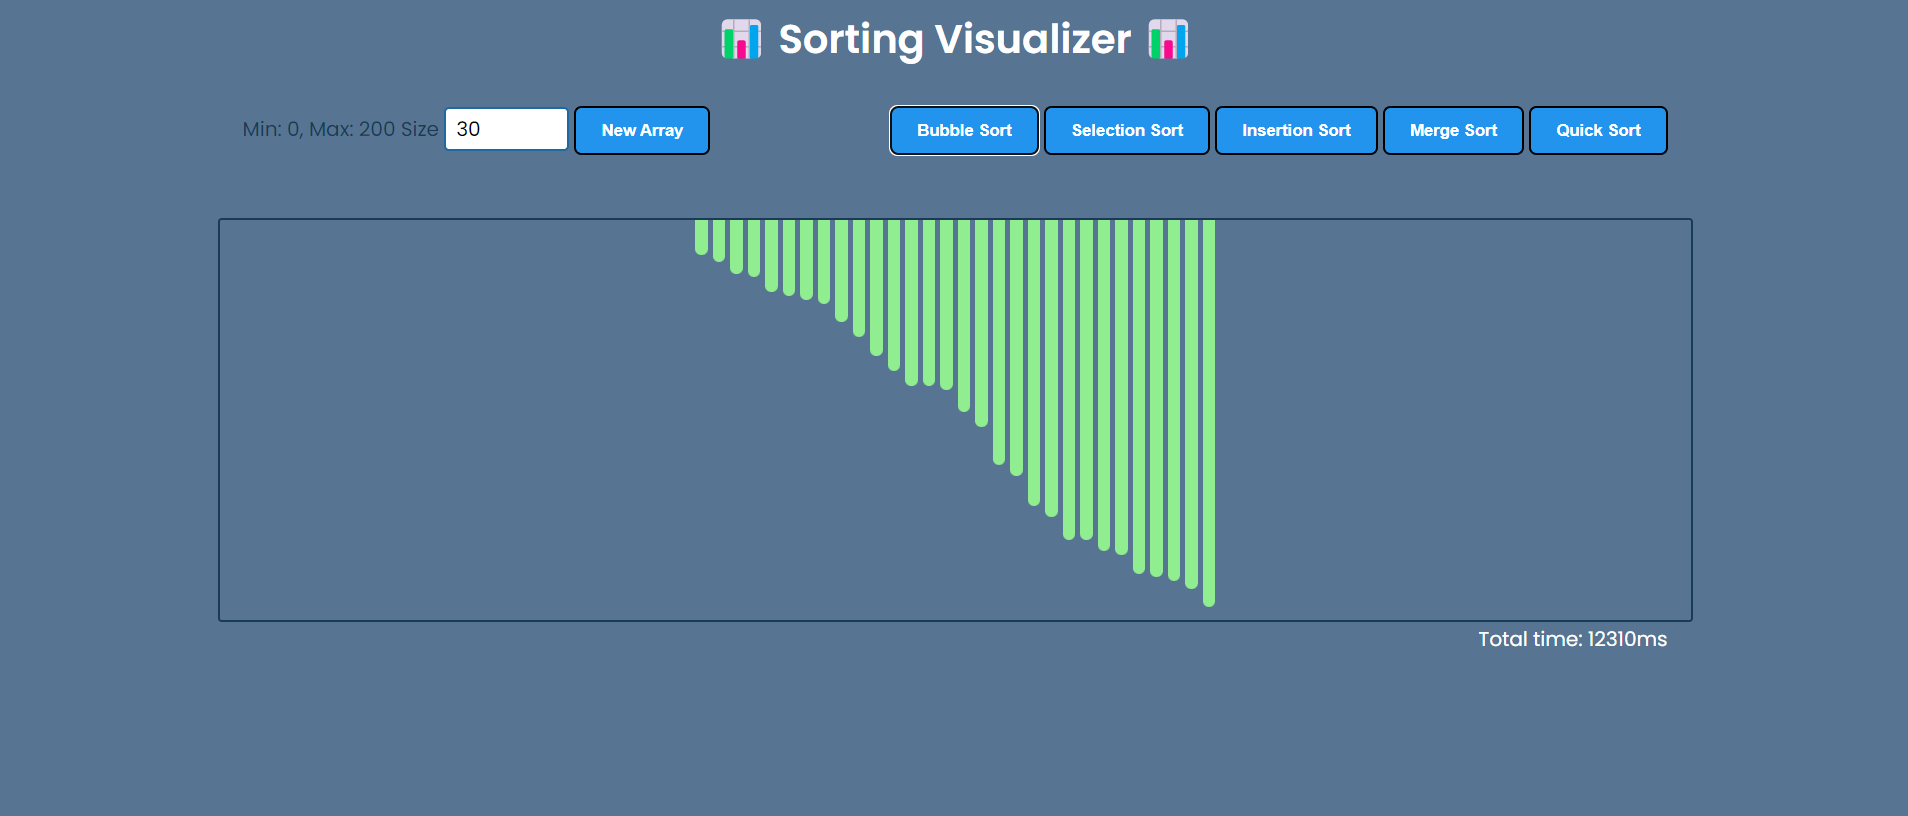 Sorting Visualizer
Min: 0, Max: 200 Size 30 New Array Bubble Sort Selection Sort Insertion Sort Merge Sort Quick Sort
Total time: 12310ms